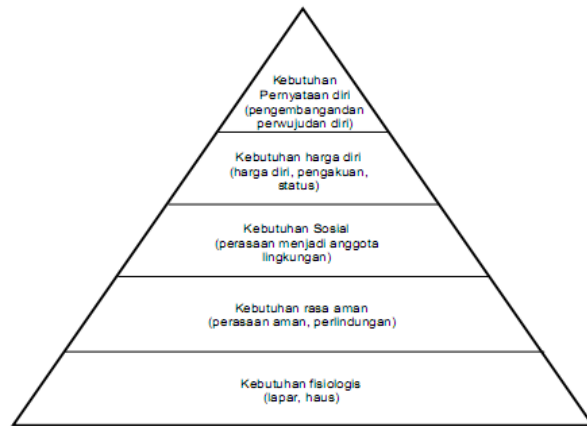 Kebutuhan
Pernyataan diri
(pengembangandan
perwujudan diri)
Kebutuhan harga diri
(harga diri, pengakuan,
status)
Kebutuhan Sosial
(perasaan menjadi anggota
lingkungan)
Kebutuhan rasa aman
(perasaan aman, perlindungan)
Kebutuhan fisiologis
(lapar, haus)